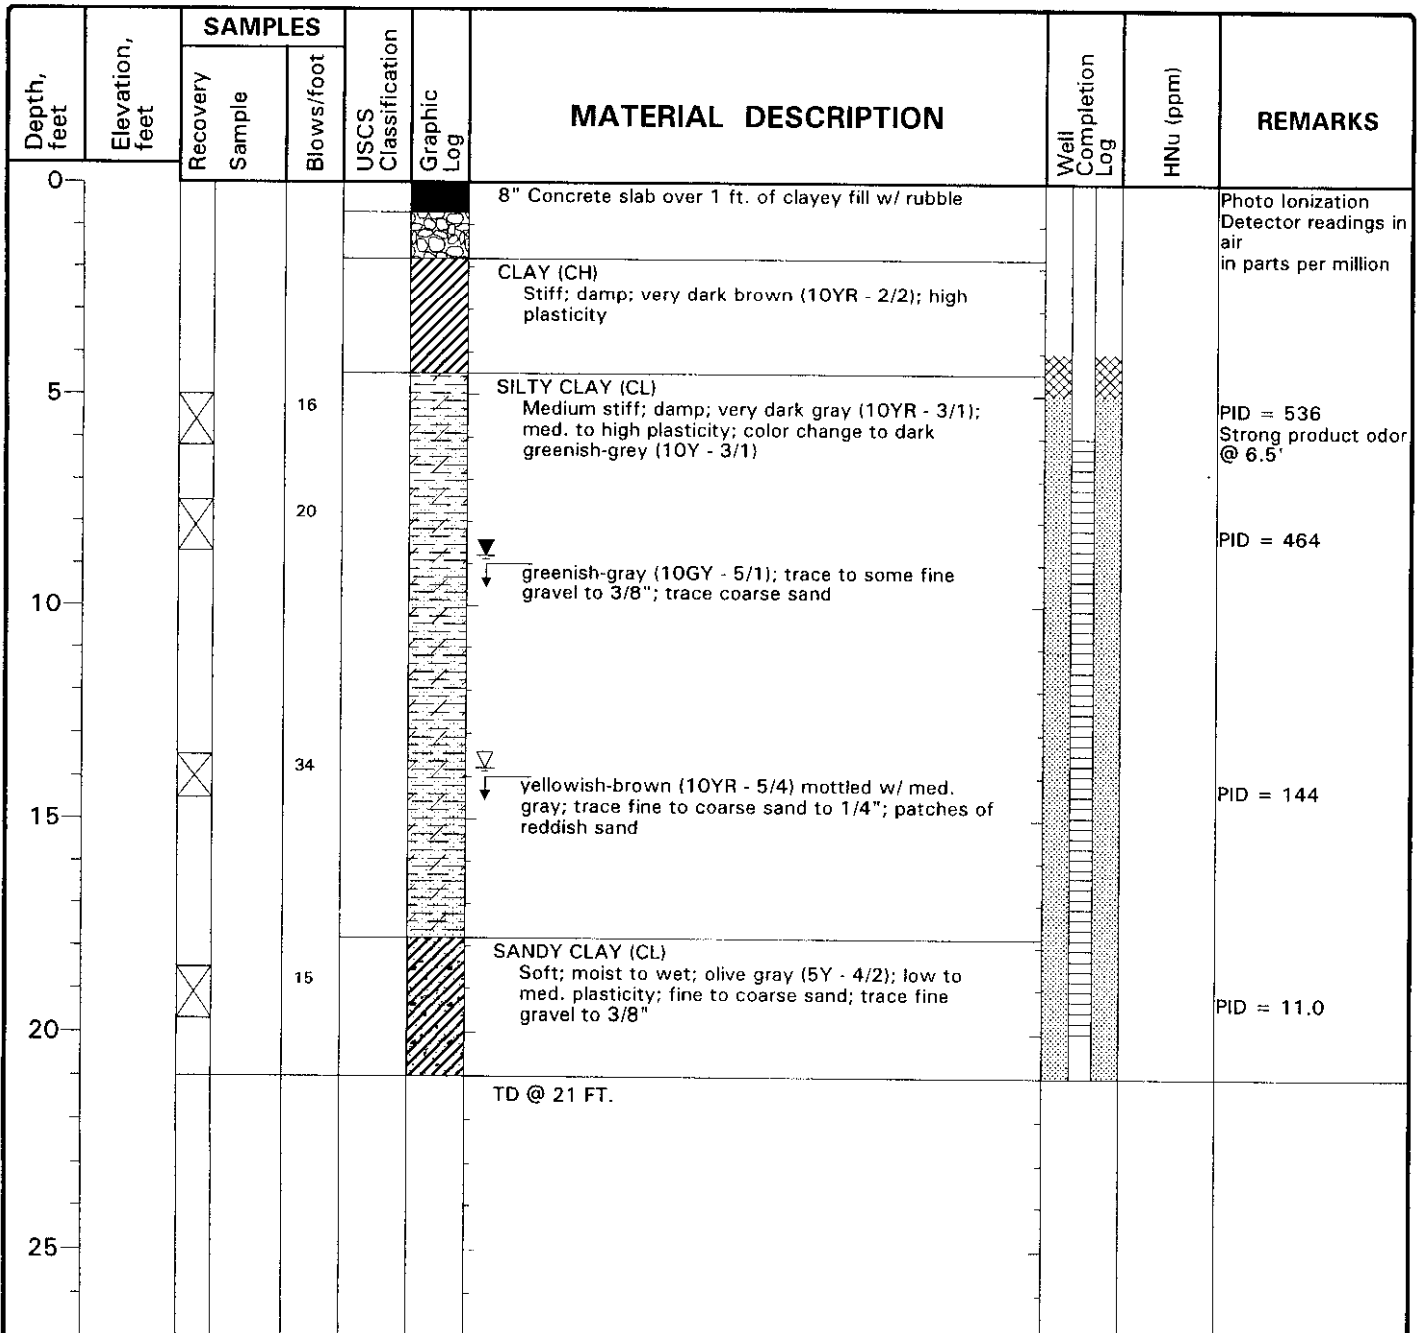 SAMPLES
Depth,
feet
Elevation,
feet
Recovery
Sample
Blows/foot
USCS
Classification
Graphic
Log
MATERIAL DESCRIPTION
Well
Completion
Log
HNu (ppm)
REMARKS
0
8" Concrete slab over 1 ft. of clayey fill w/ rubble
Photo Ionization
Detector readings in
air
in parts per million
CLAY (CH)
Stiff; damp; very dark brown (10YR - 2/2); high
plasticity
5
16
SILTY CLAY (CL)
Medium stiff; damp; very dark gray (10YR - 3/1);
med. to high plasticity; color change to dark
greenish-grey (10Y - 3/1)
PID = 536
Strong product odor
@ 6.5'
20
PID = 464
greenish-gray (10GY - 5/1); trace to some fine
gravel to 3/8"; trace coarse sand
10
34
yellowish-brown (10YR - 5/4) mottled w/ med.
gray; trace fine to coarse sand to 1/4"; patches of
reddish sand
PID = 144
15
SANDY CLAY (CL)
Soft; moist to wet; olive gray (5Y - 4/2); low to
med. plasticity; fine to coarse sand; trace fine
gravel to 3/8"
15
PID = 11.0
20
TD @ 21 FT.
25